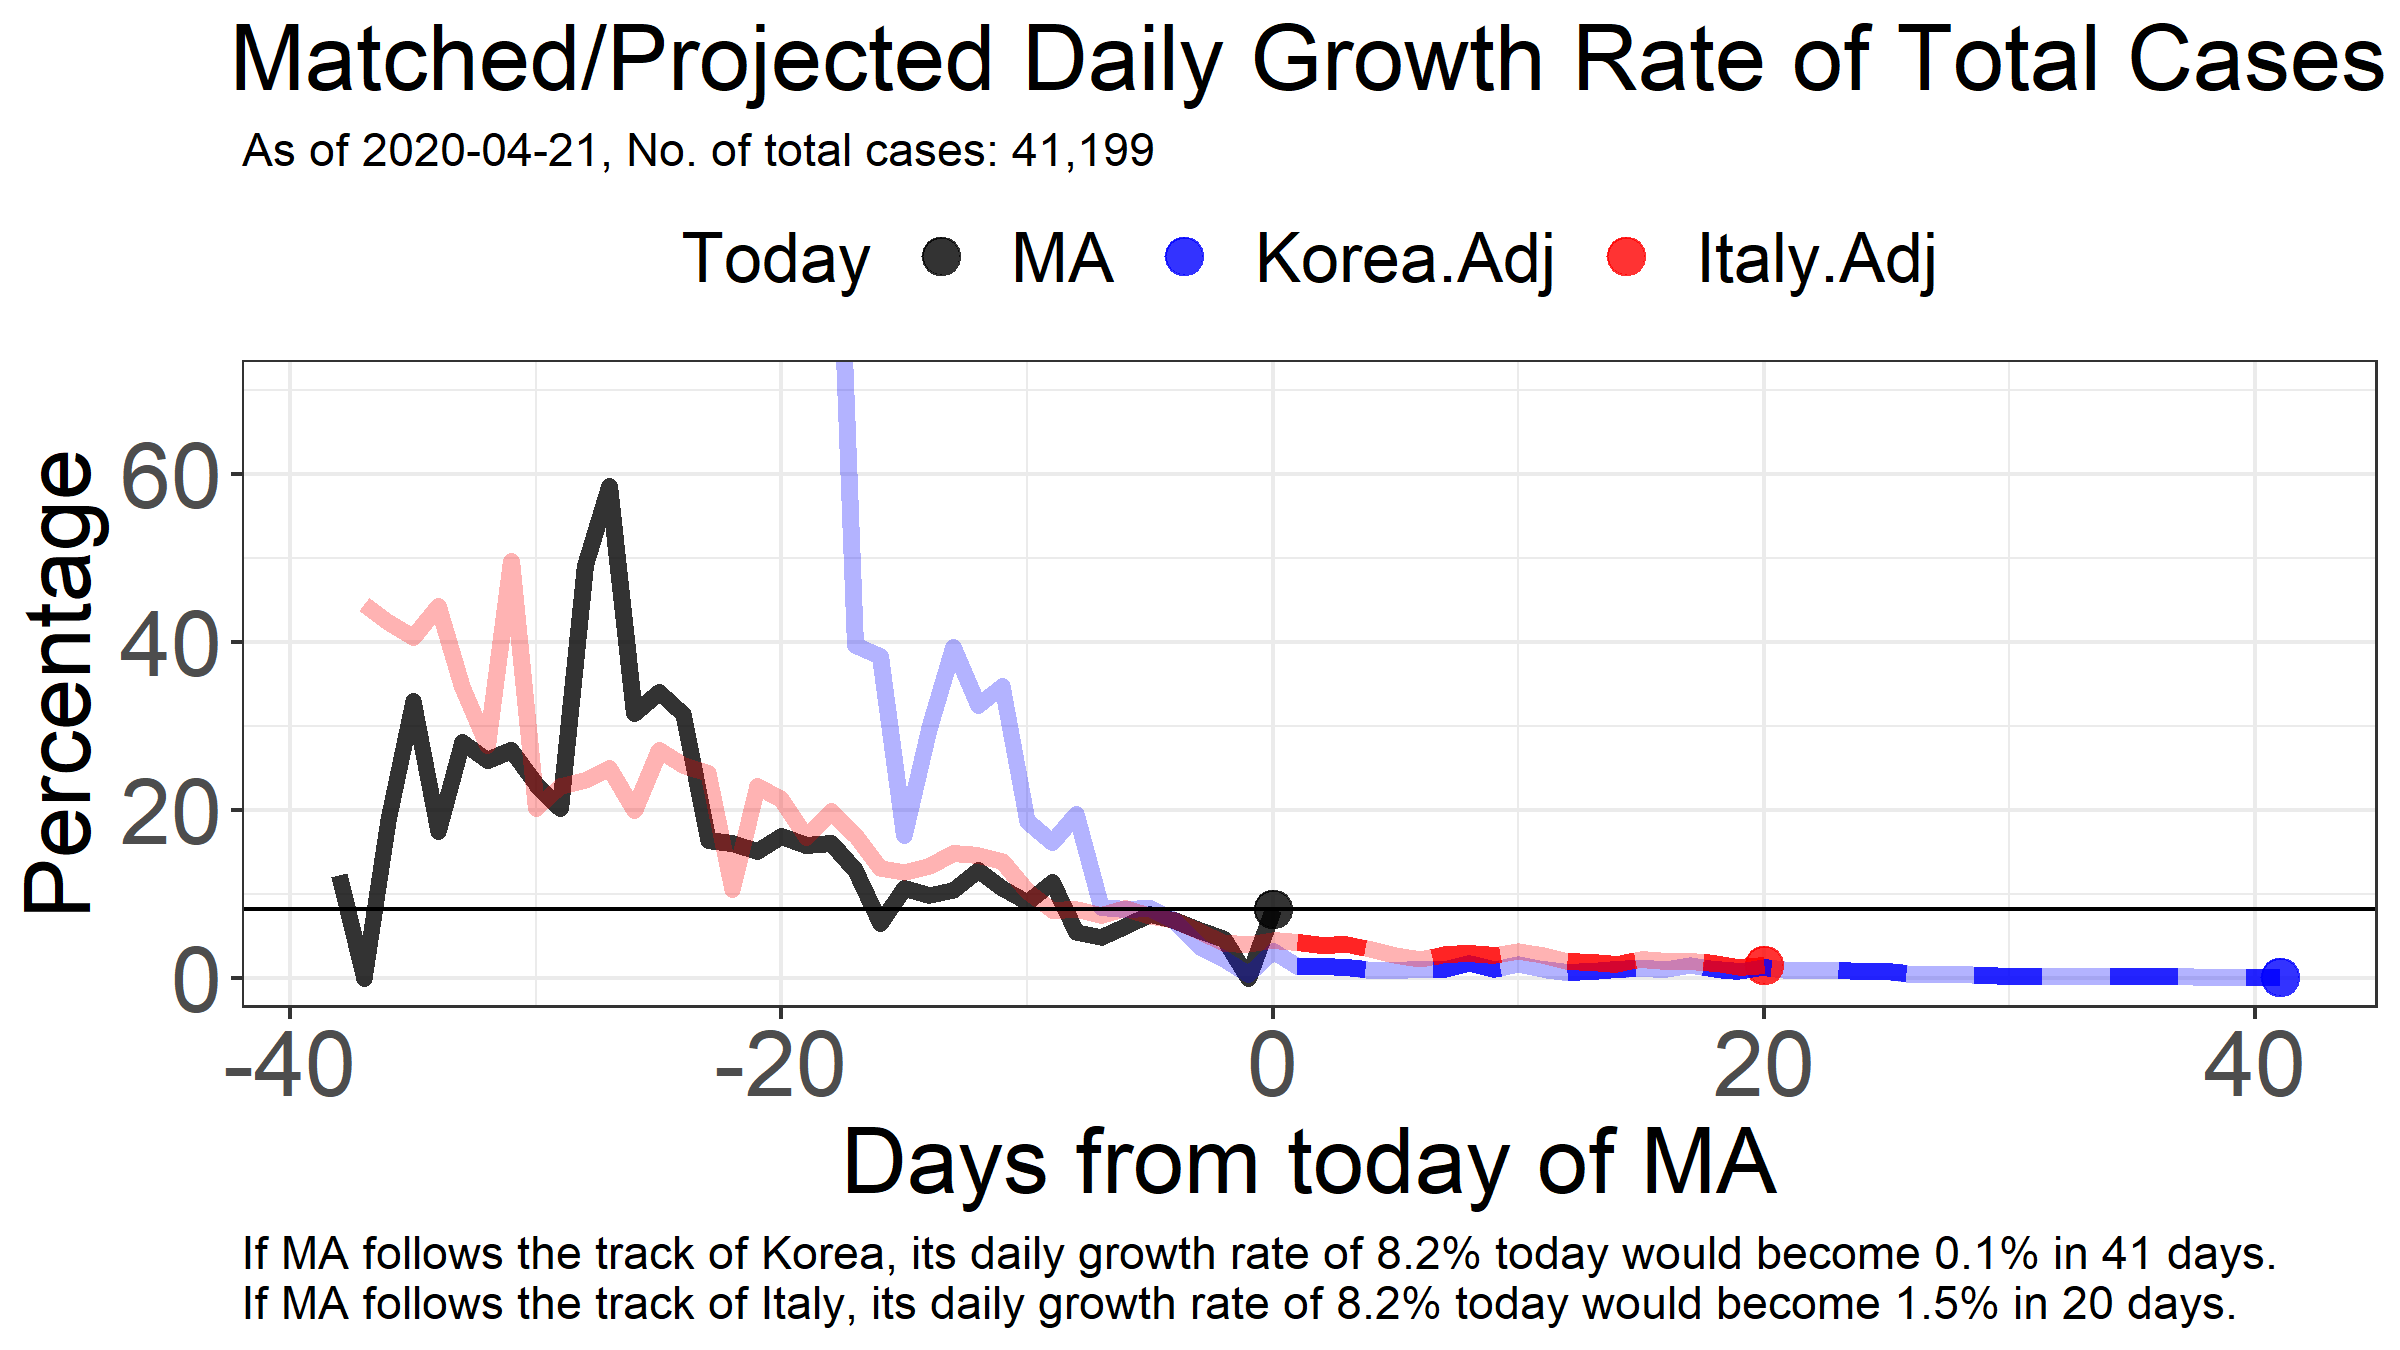 Matched/Projected Daily Growth Rate of Total Cases
As of 2020-04-21, No. of total cases: 41,199
Today MA Korea.Adj Italy.Adj
Percentage
60
40
20
0
-40 -20 0 20 40
Days from today of MA
If MA follows the track of Korea, its daily growth rate of 8.2% today would become 0.1% in 41 days.
If MA follows the track of Italy, its daily growth rate of 8.2% today would become 1.5% in 20 days.